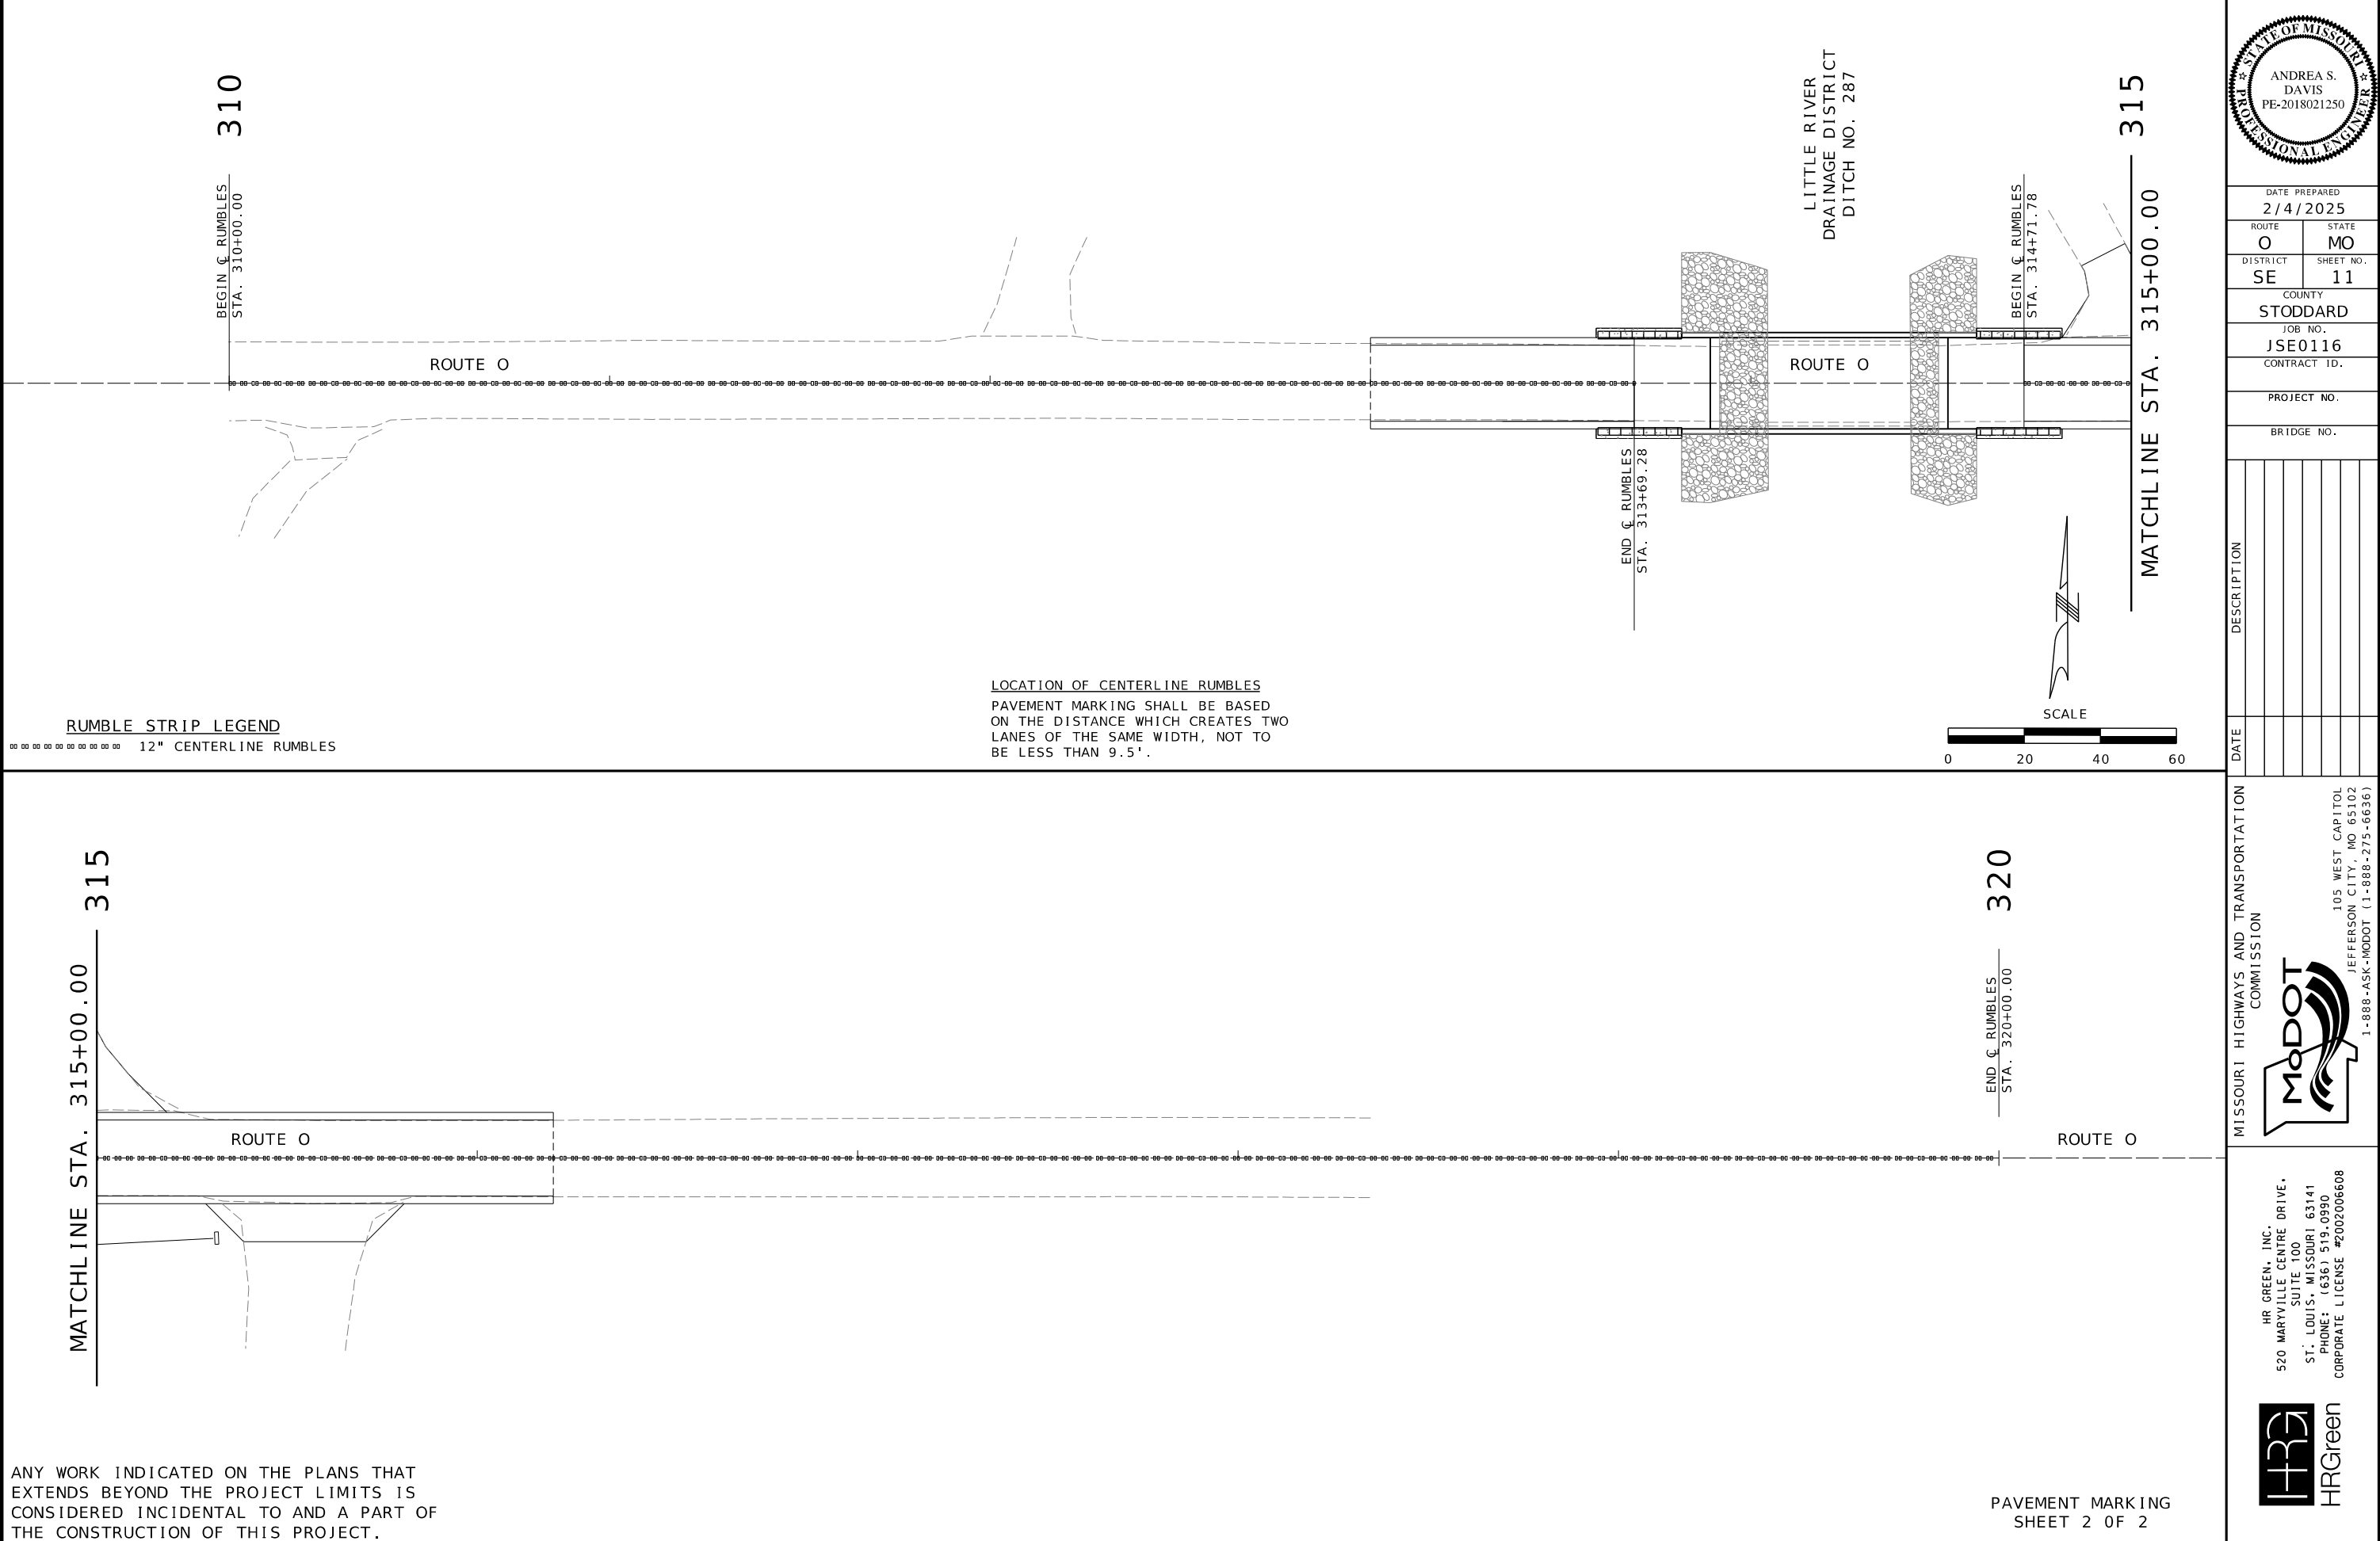 310
BEGIN ℄ RUMBLES
STA. 310+00.00
ROUTE O
LITTLE RIVER
DRAINAGE DISTRICT
DITCH NO. 287
ROUTE O
END ℄ RUMBLES
STA. 313+69.28
BEGIN ℄ RUMBLES
STA. 314+71.78
315
MATCHLINE STA. 315+00.00
N
RUMBLE STRIP LEGEND
12" CENTERLINE RUMBLES
LOCATION OF CENTERLINE RUMBLES
PAVEMENT MARKING SHALL BE BASED
ON THE DISTANCE WHICH CREATES TWO
LANES OF THE SAME WIDTH, NOT TO
BE LESS THAN 9.5'.
SCALE
0 20 40 60
315
MATCHLINE STA. 315+00.00
ROUTE O
320
END ℄ RUMBLES
STA. 320+00.00
ROUTE O
ANY WORK INDICATED ON THE PLANS THAT
EXTENDS BEYOND THE PROJECT LIMITS IS
CONSIDERED INCIDENTAL TO AND A PART OF
THE CONSTRUCTION OF THIS PROJECT.
PAVEMENT MARKING
SHEET 2 OF 2
STATE OF MISSOURI
ANDREA S.
DAVIS
PE-2018021250
PROFESSIONAL ENGINEER
DATE PREPARED
2/4/2025
ROUTE STATE
O MO
DISTRICT SHEET NO.
SE 11
COUNTY
STODDARD
JOB NO.
JSE0116
CONTRACT ID.
PROJECT NO.
BRIDGE NO.
DESCRIPTION
DATE
MISSOURI HIGHWAYS AND TRANSPORTATION
COMMISSION
MoDOT
105 WEST CAPITOL
JEFFERSON CITY, MO 65102
1-888-ASK-MODOT (1-888-275-6636)
HR GREEN, INC.
520 MARYVILLE CENTRE DRIVE,
SUITE 100
ST. LOUIS, MISSOURI 63141
PHONE: (636) 519.0990
CORPORATE LICENSE #2002006608
HRG
HRGreen